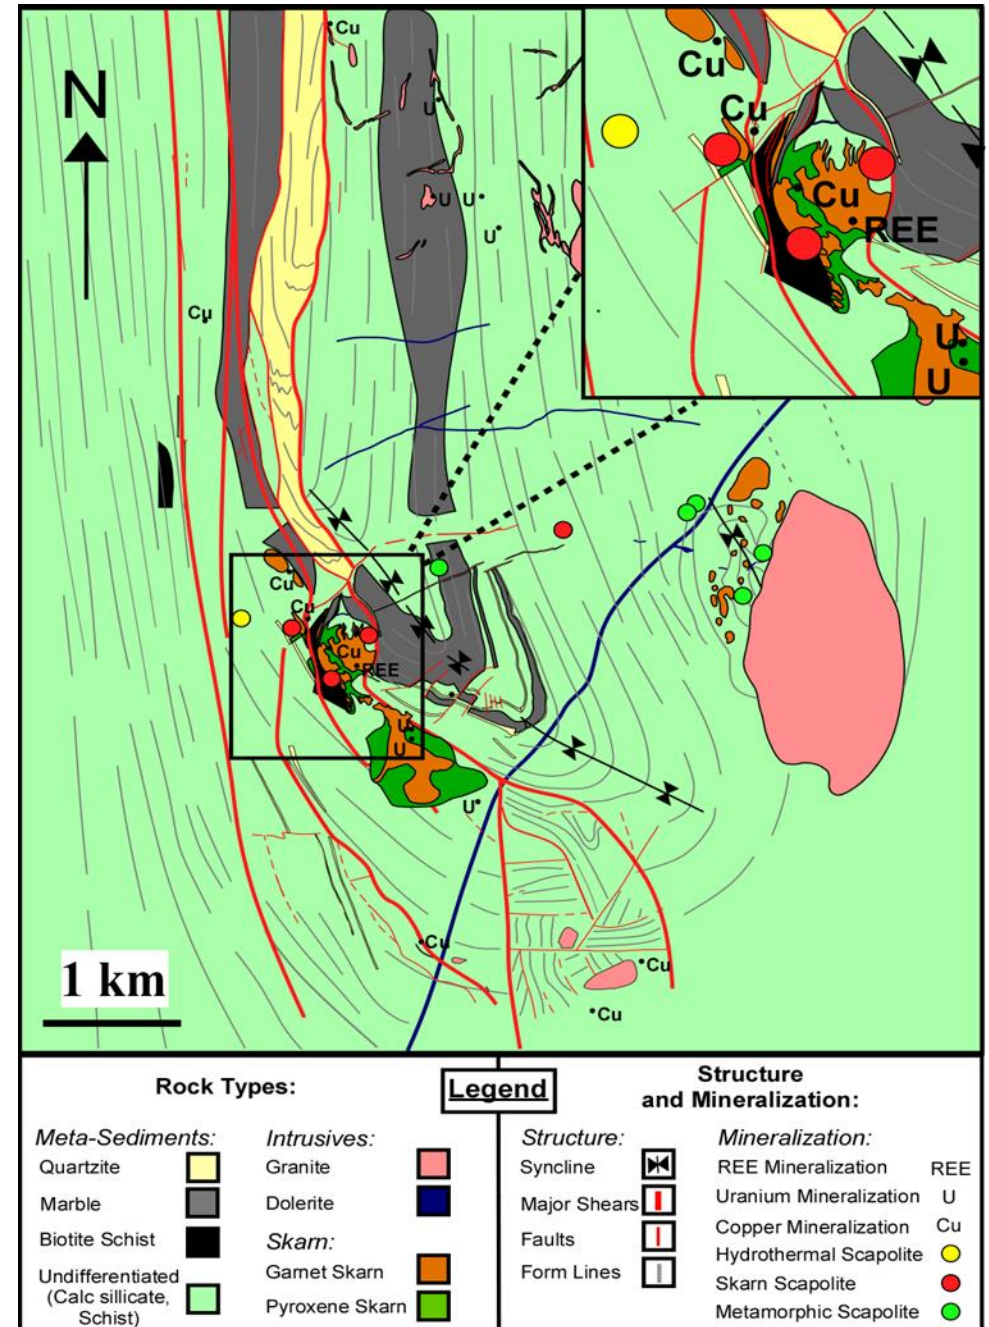 Cu
N
U
U
U
U
Cu
Cu
Cu
Cu
REE
U
U
Cu
Cu
Cu
REE
U
U
U
Cu
Cu
Cu
1 km
Legend
Rock Types:
Meta-Sediments:
Quartzite
Marble
Biotite Schist
Undifferentiated
(Calc sillicate,
Schist)
Intrusives:
Granite
Dolerite
Skarn:
Garnet Skarn
Pyroxene Skarn
Structure
and Mineralization:
Structure:
Syncline
Major Shears
Faults
Form Lines
Mineralization:
REE Mineralization REE
Uranium Mineralization U
Copper Mineralization Cu
Hydrothermal Scapolite
Skarn Scapolite
Metamorphic Scapolite